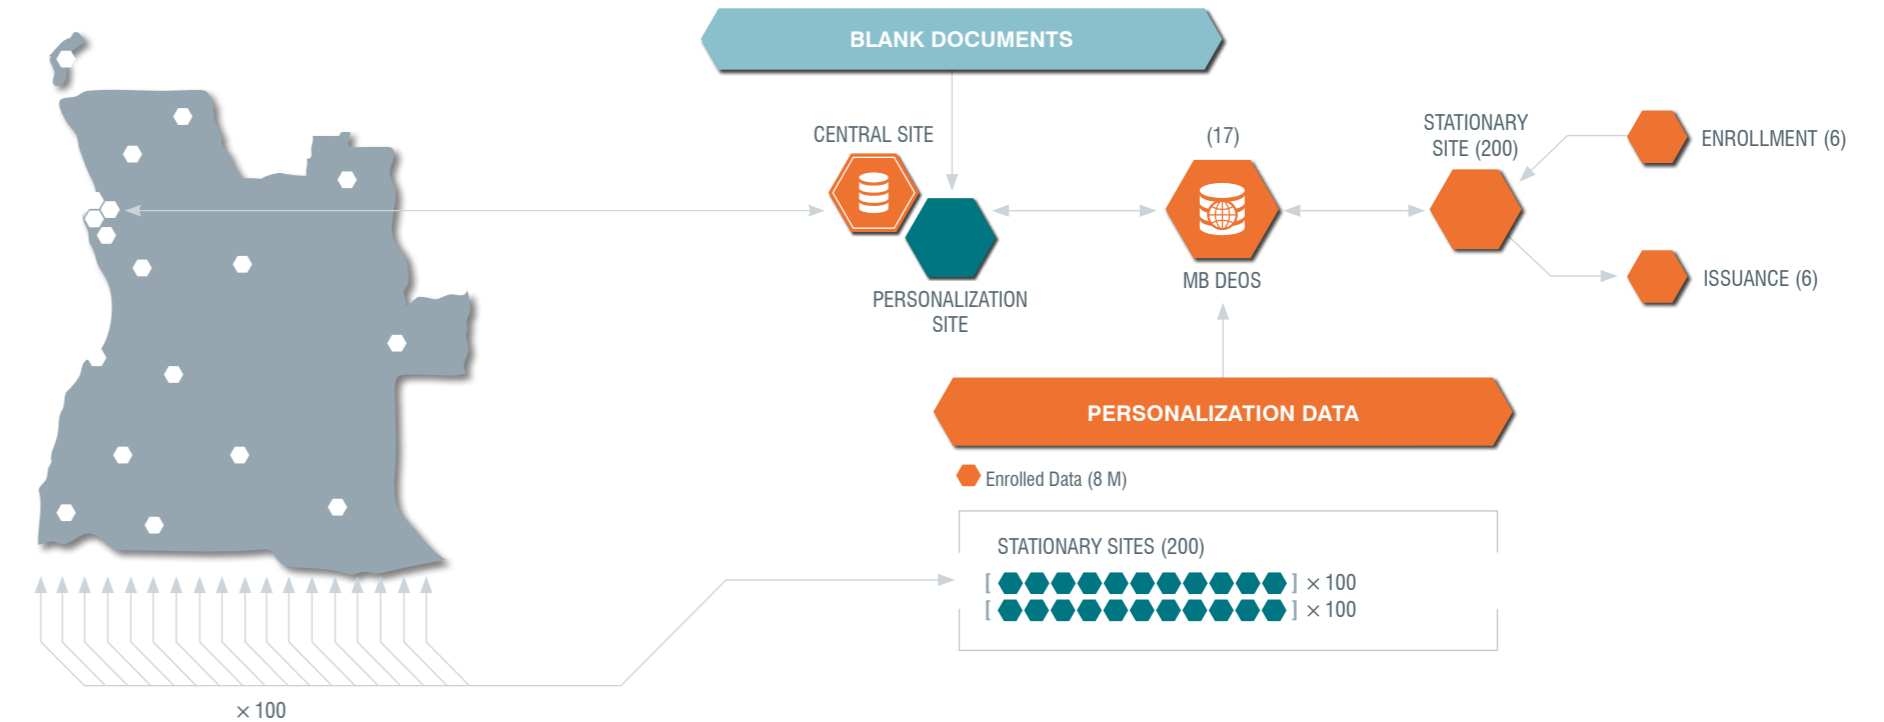 BLANK DOCUMENTS
CENTRAL SITE
(17)
STATIONARY
SITE (200)
ENROLLMENT (6)
PERSONALIZATION
SITE
MB DEOS
ISSUANCE (6)
PERSONALIZATION DATA
Enrolled Data (8 M)
STATIONARY SITES (200)
[ ] × 100
[ ] × 100
× 100